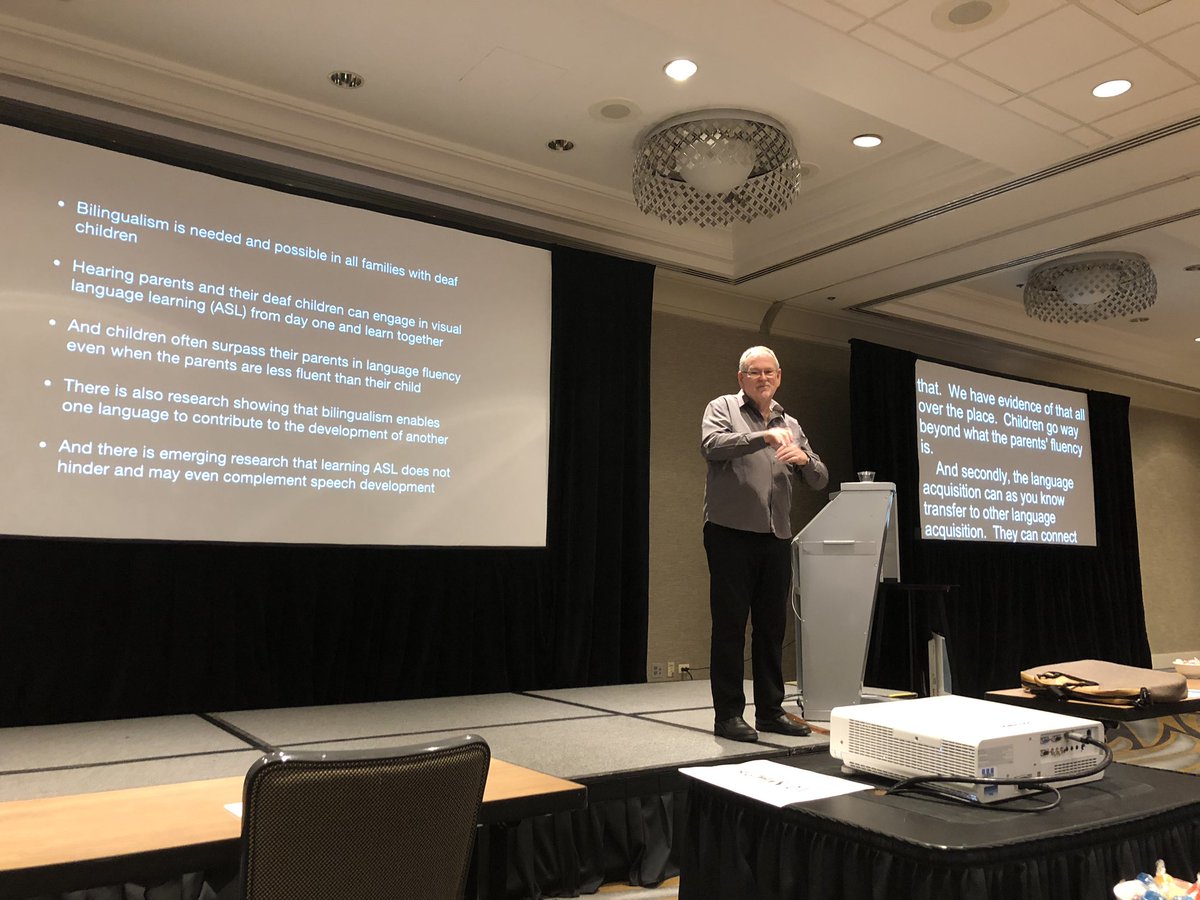 • Bilingualism is needed and possible in all families with deaf
children
• Hearing parents and their deaf children can engage in visual
language learning (ASL) from day one and learn together
• And children often surpass their parents in language fluency
even when the parents are less fluent than their child
• There is also research showing that bilingualism enables
one language to contribute to the development of another
• And there is emerging research that learning ASL does not
hinder and may even complement speech development
that. We have evidence of that all
over the place. Children go way
beyond what the parents' fluency
is.
And secondly, the language
acquisition can as you know
transfer to other language
acquisition. They can connect